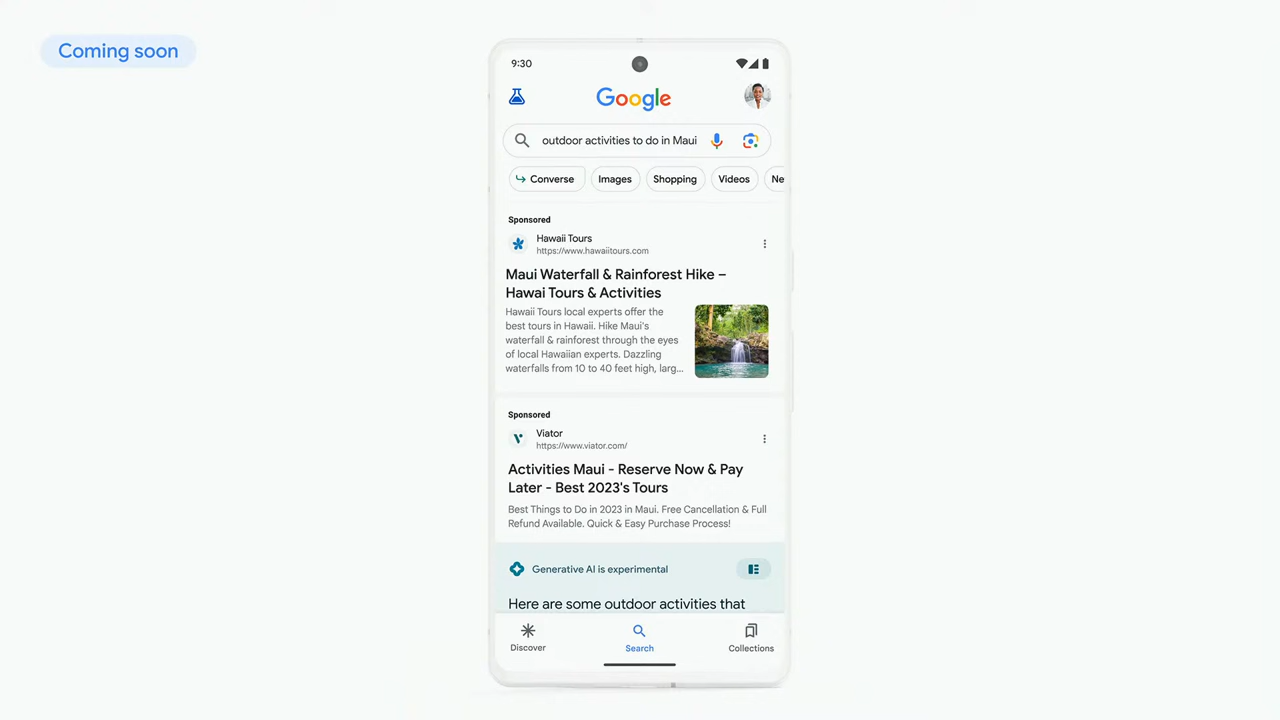 Coming soon
9:30
Google
outdoor activities to do in Maui
Converse Images Shopping Videos Ne
Sponsored
Hawaii Tours
https://www.hawaiitours.com
Maui Waterfall & Rainforest Hike –
Hawai Tours & Activities
Hawaii Tours local experts offer the
best tours in Hawaii. Hike Maui's
waterfall & rainforest through the eyes
of local Hawaiian experts. Dazzling
waterfalls from 10 to 40 feet high, larg...
Sponsored
Viator
https://www.viator.com/
Activities Maui - Reserve Now & Pay
Later - Best 2023's Tours
Best Things to Do in 2023 in Maui. Free Cancellation & Full
Refund Available. Quick & Easy Purchase Process!
Generative AI is experimental
Here are some outdoor activities that
Discover Search Collections